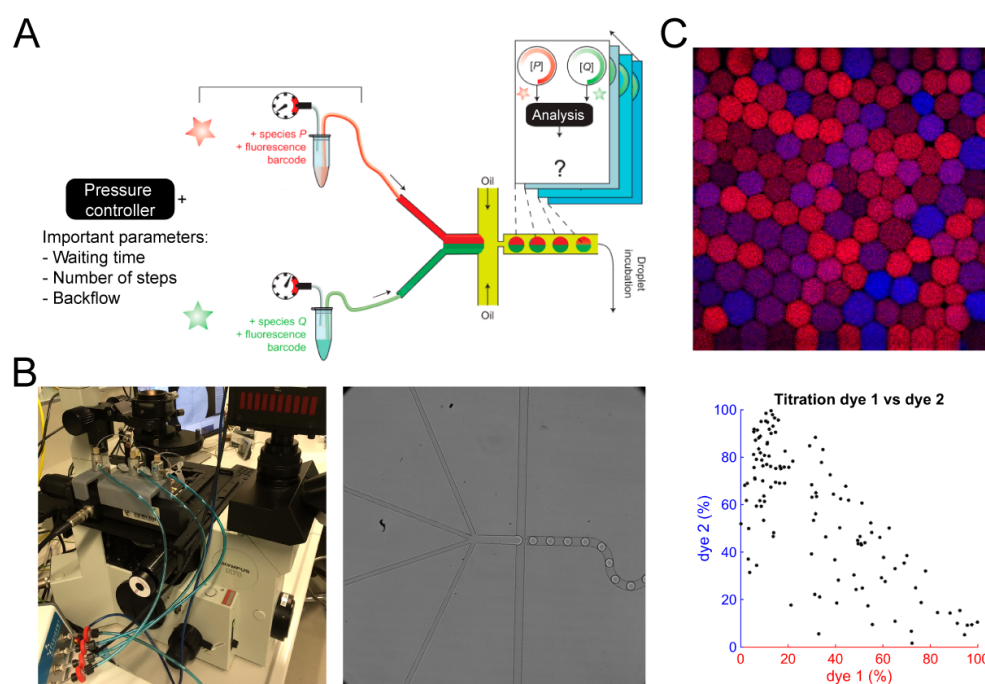 A
+ species P
+ fluorescence
barcode
Pressure
controller
+
Important parameters:
- Waiting time
- Number of steps
- Backflow
+ species Q
+ fluorescence
barcode
Oil
Oil
[P]
[Q]
Analysis
?
Droplet
incubation
B
OLYMPUS
C
Titration dye 1 vs dye 2
dye 2 (%)
100
80
60
40
20
0
0 20 40 60 80 100
dye 1 (%)